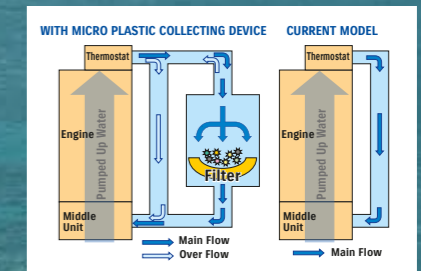 WITH MICRO PLASTIC COLLECTING DEVICE
Thermostat
Engine
Pumped Up Water
Filter
Middle
Unit
Main Flow
Over Flow
CURRENT MODEL
Thermostat
Engine
Pumped Up Water
Middle
Unit
Main Flow